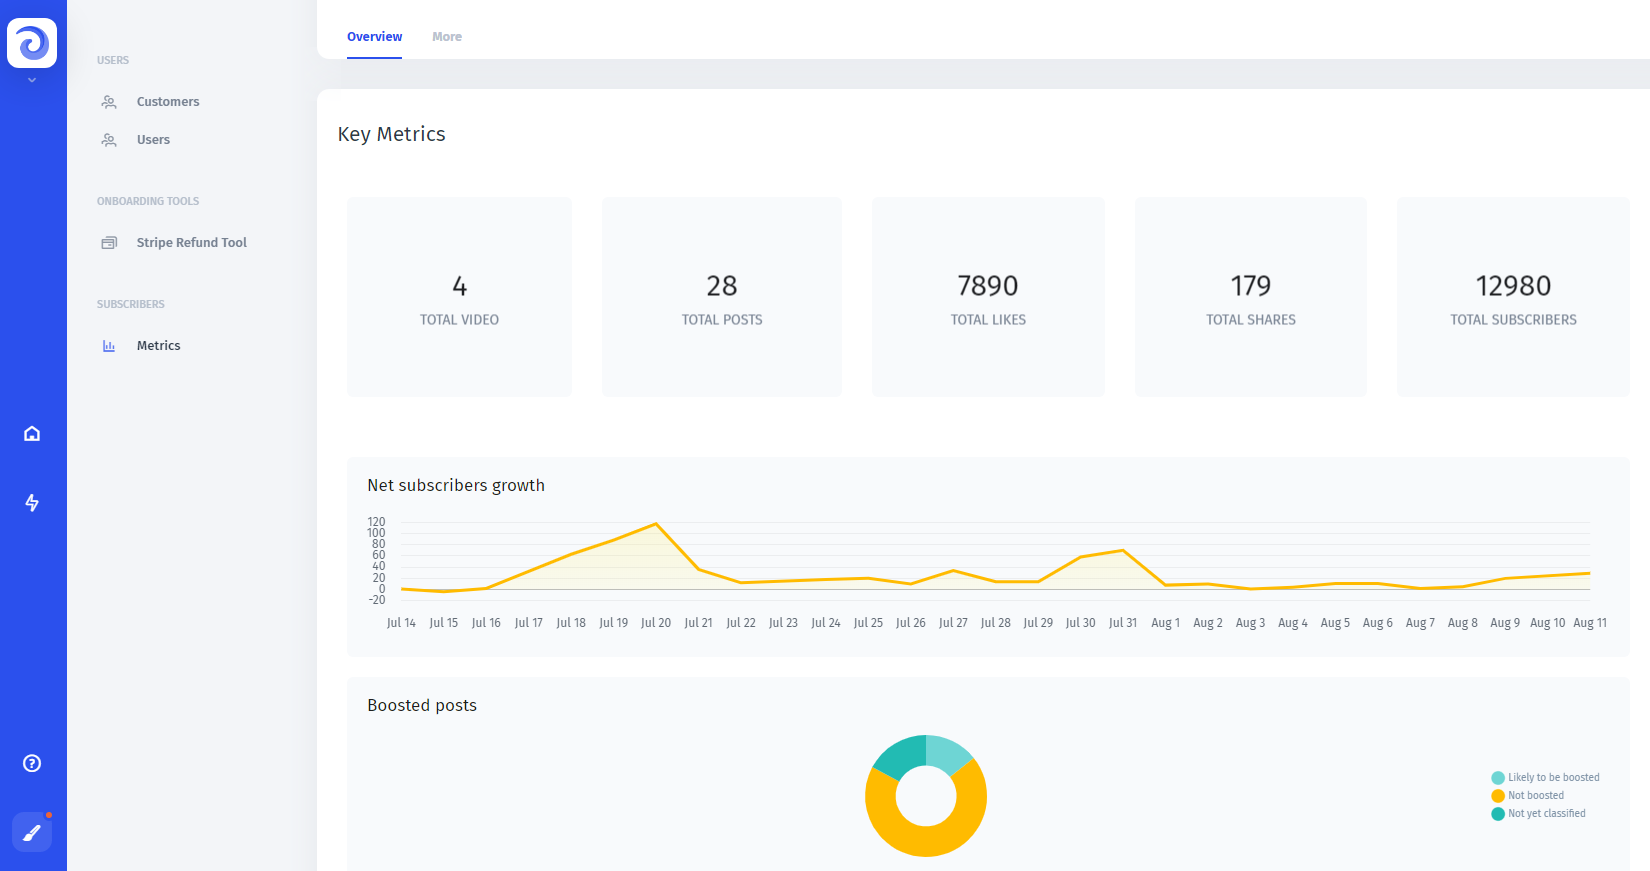 Overview More
USERS
Customers
Users
ONBOARDING TOOLS
Stripe Refund Tool
SUBSCRIBERS
Metrics
Key Metrics
4 28 7890 179 12980
TOTAL VIDEO TOTAL POSTS TOTAL LIKES TOTAL SHARES TOTAL SUBSCRIBERS
Net subscribers growth
120
100
80
60
40
20
0
-20
Jul 14 Jul 15 Jul 16 Jul 17 Jul 18 Jul 19 Jul 20 Jul 21 Jul 22 Jul 23 Jul 24 Jul 25 Jul 26 Jul 27 Jul 28 Jul 29 Jul 30 Jul 31 Aug 1 Aug 2 Aug 3 Aug 4 Aug 5 Aug 6 Aug 7 Aug 8 Aug 9 Aug 10 Aug 11
Boosted posts
Likely to be boosted
Not boosted
Not yet classified